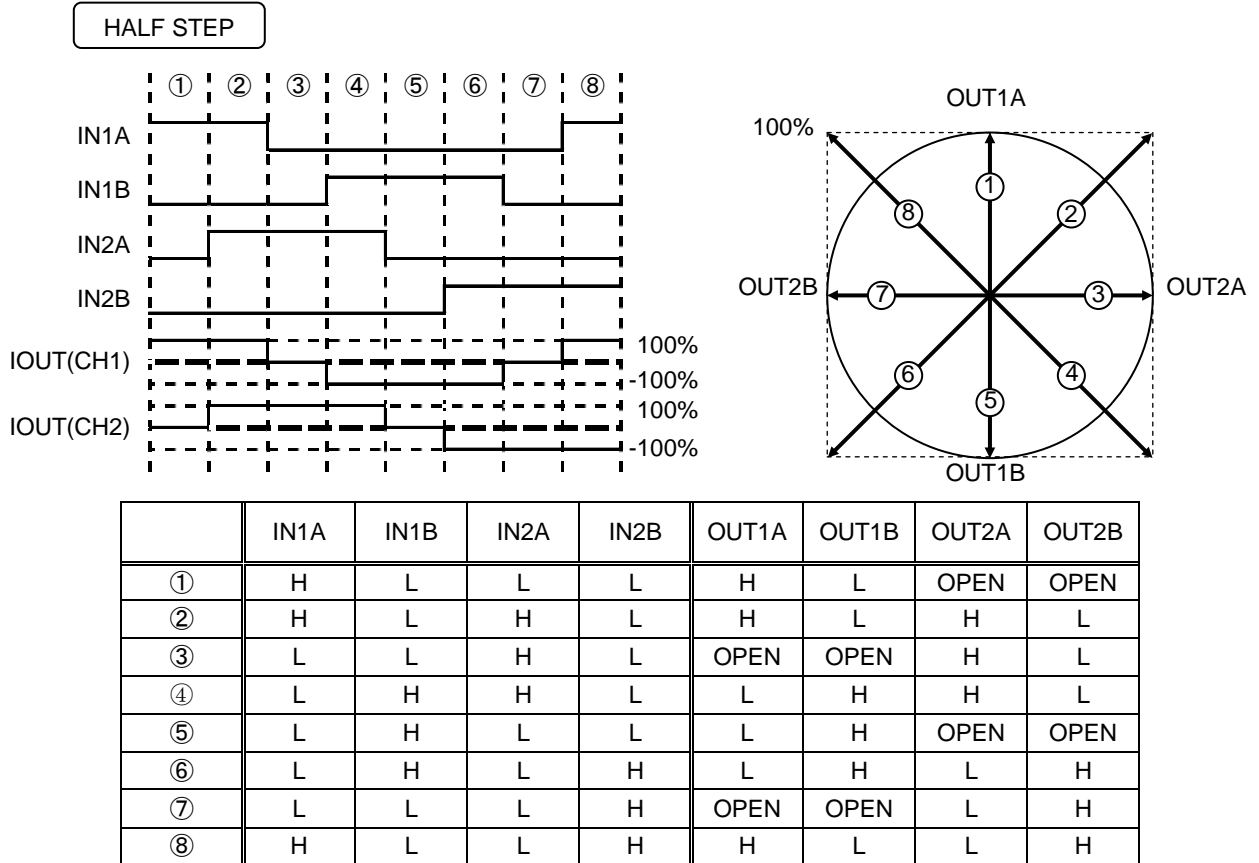 HALF STEP
① ② ③ ④ ⑤ ⑥ ⑦ ⑧
IN1A
IN1B
IN2A
IN2B
IOUT(CH1)
100%
-100%
IOUT(CH2)
100%
-100%
OUT1A
100%
①
⑧
②
OUT2B
⑦
③
OUT2A
⑥
④
⑤
OUT1B
IN1A IN1B IN2A IN2B OUT1A OUT1B OUT2A OUT2B
① H L L L H L OPEN OPEN
② H L H L H L H L
③ L L H L OPEN OPEN H L
④ L H H L L H H L
⑤ L H L L L H OPEN OPEN
⑥ L H L H L H L H
⑦ L L L H OPEN OPEN L H
⑧ H L L H H L L H